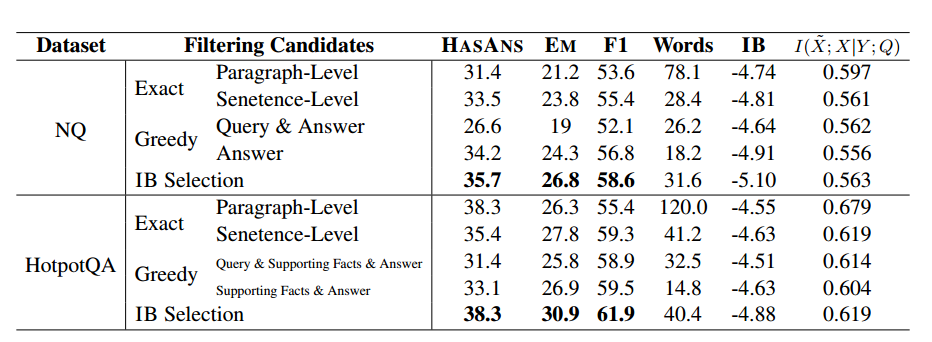 Dataset Filtering Candidates HASANS EM F1 Words IB I(X̃; X|Y; Q)
NQ Exact Paragraph-Level 31.4 21.2 53.6 78.1 -4.74 0.597
Senetence-Level 33.5 23.8 55.4 28.4 -4.81 0.561
Greedy Query & Answer 26.6 19 52.1 26.2 -4.64 0.562
Answer 34.2 24.3 56.8 18.2 -4.91 0.556
IB Selection 35.7 26.8 58.6 31.6 -5.10 0.563
HotpotQA Exact Paragraph-Level 38.3 26.3 55.4 120.0 -4.55 0.679
Senetence-Level 35.4 27.8 59.3 41.2 -4.63 0.619
Greedy Query & Supporting Facts & Answer 31.4 25.8 58.9 32.5 -4.51 0.614
Supporting Facts & Answer 33.1 26.9 59.5 14.8 -4.63 0.604
IB Selection 38.3 30.9 61.9 40.4 -4.88 0.619